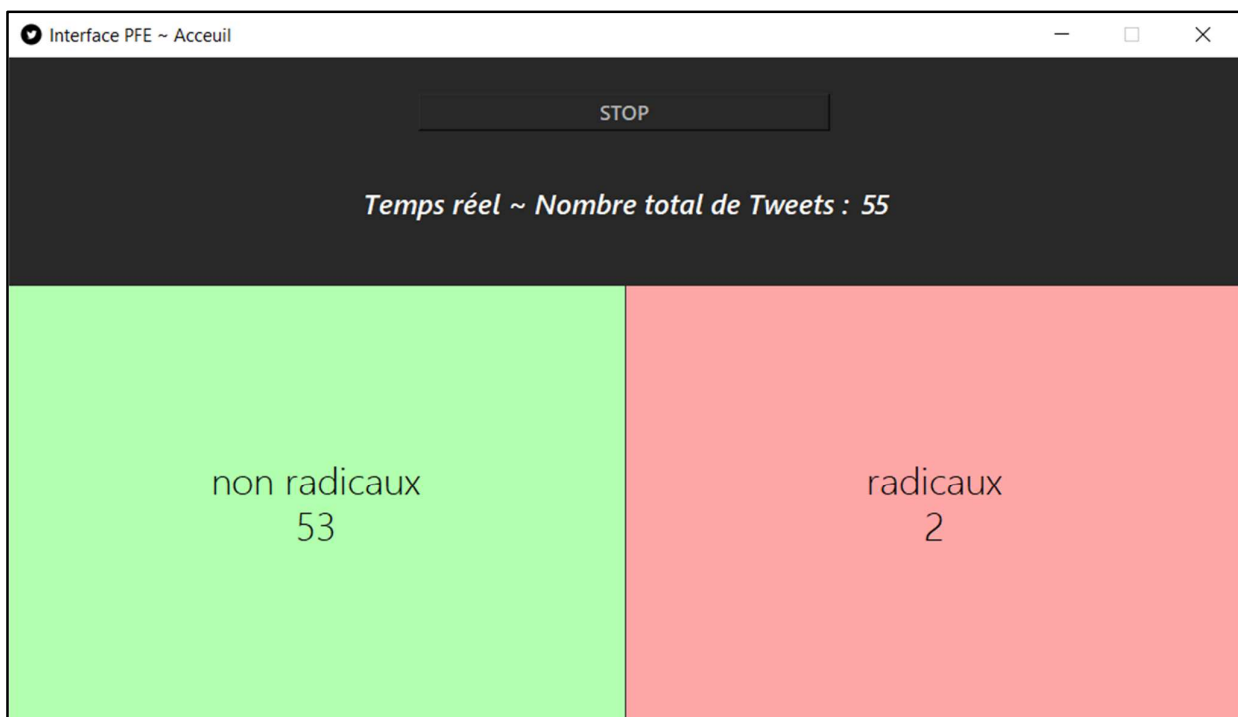 Interface PFE ~ Acceuil
STOP
Temps réel ~ Nombre total de Tweets : 55
non radicaux
53
radicaux
2